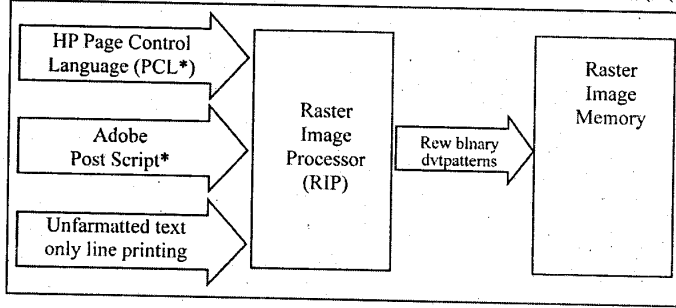 HP Page Control
Language (PCL*)
Adobe
Post Script*
Unfarmatted text
only line printing
Raster
Image
Processor
(RIP)
Rew blnary
dvtpatterns
Raster
Image
Memory